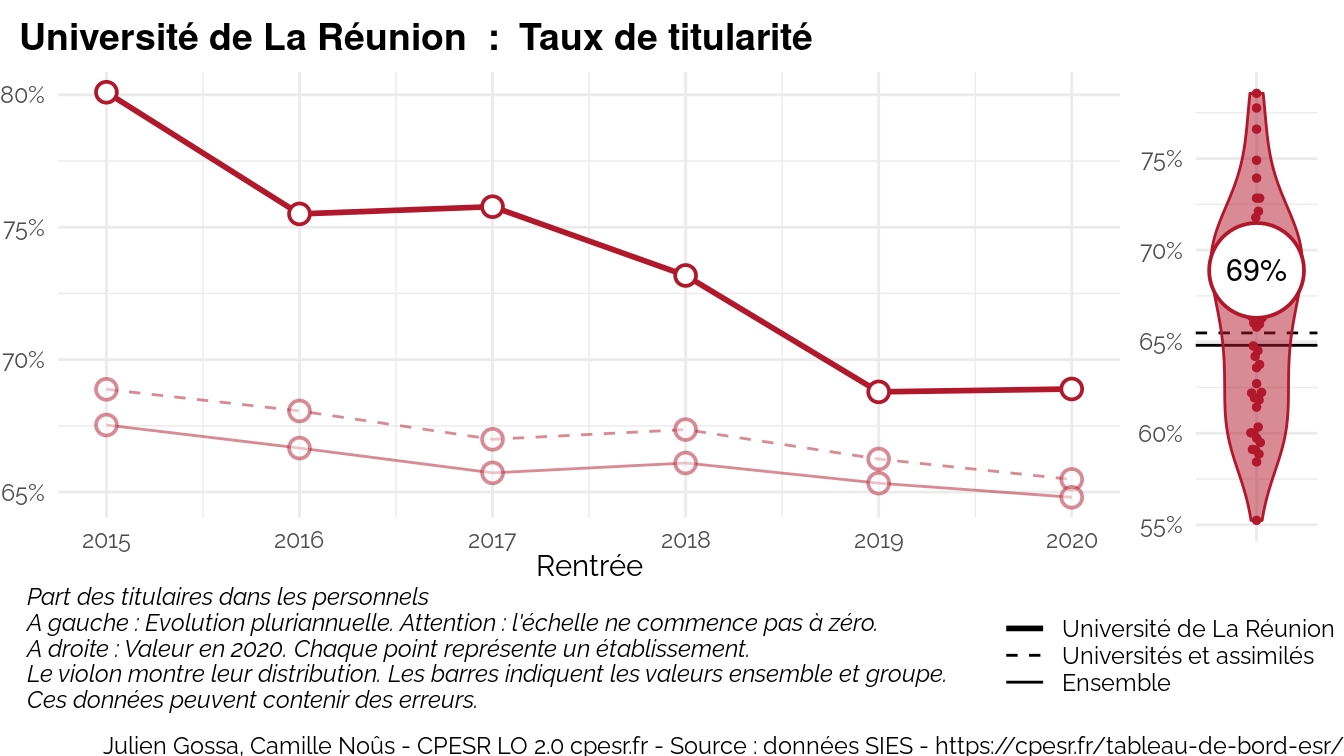 Université de La Réunion : Taux de titularité
80%
75%
70%
65%
2015 2016 2017 2018 2019 2020
Rentrée
75%
70%
69%
65%
60%
55%
Part des titulaires dans les personnels
A gauche : Evolution pluriannuelle. Attention : l'échelle ne commence pas à zéro.
A droite : Valeur en 2020. Chaque point représente un établissement.
Le violon montre leur distribution. Les barres indiquent les valeurs ensemble et groupe.
Ces données peuvent contenir des erreurs.
Université de La Réunion
Universités et assimilés
Ensemble
Julien Gossa, Camille Noûs - CPESR LO 2.0 cpesr.fr - Source : données SIES - https://cpesr.fr/tableau-de-bord-esr/